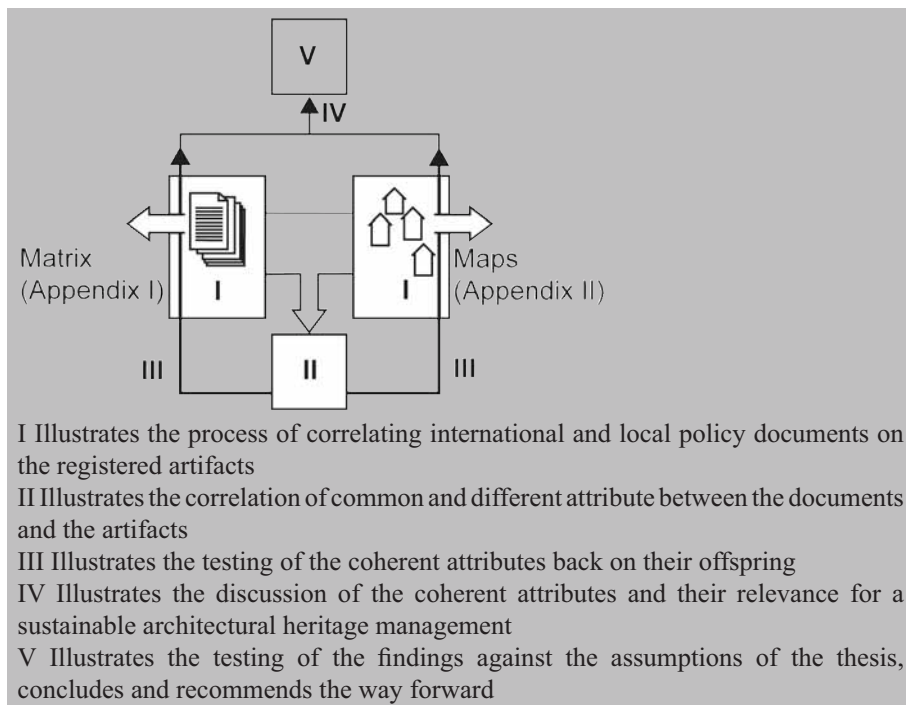 V
IV
Matrix
(Appendix I)
I
I
Maps
(Appendix II)
III
II
III
I Illustrates the process of correlating international and local policy documents on
the registered artifacts
II Illustrates the correlation of common and different attribute between the documents
and the artifacts
III Illustrates the testing of the coherent attributes back on their offspring
IV Illustrates the discussion of the coherent attributes and their relevance for a
sustainable architectural heritage management
V Illustrates the testing of the findings against the assumptions of the thesis,
concludes and recommends the way forward